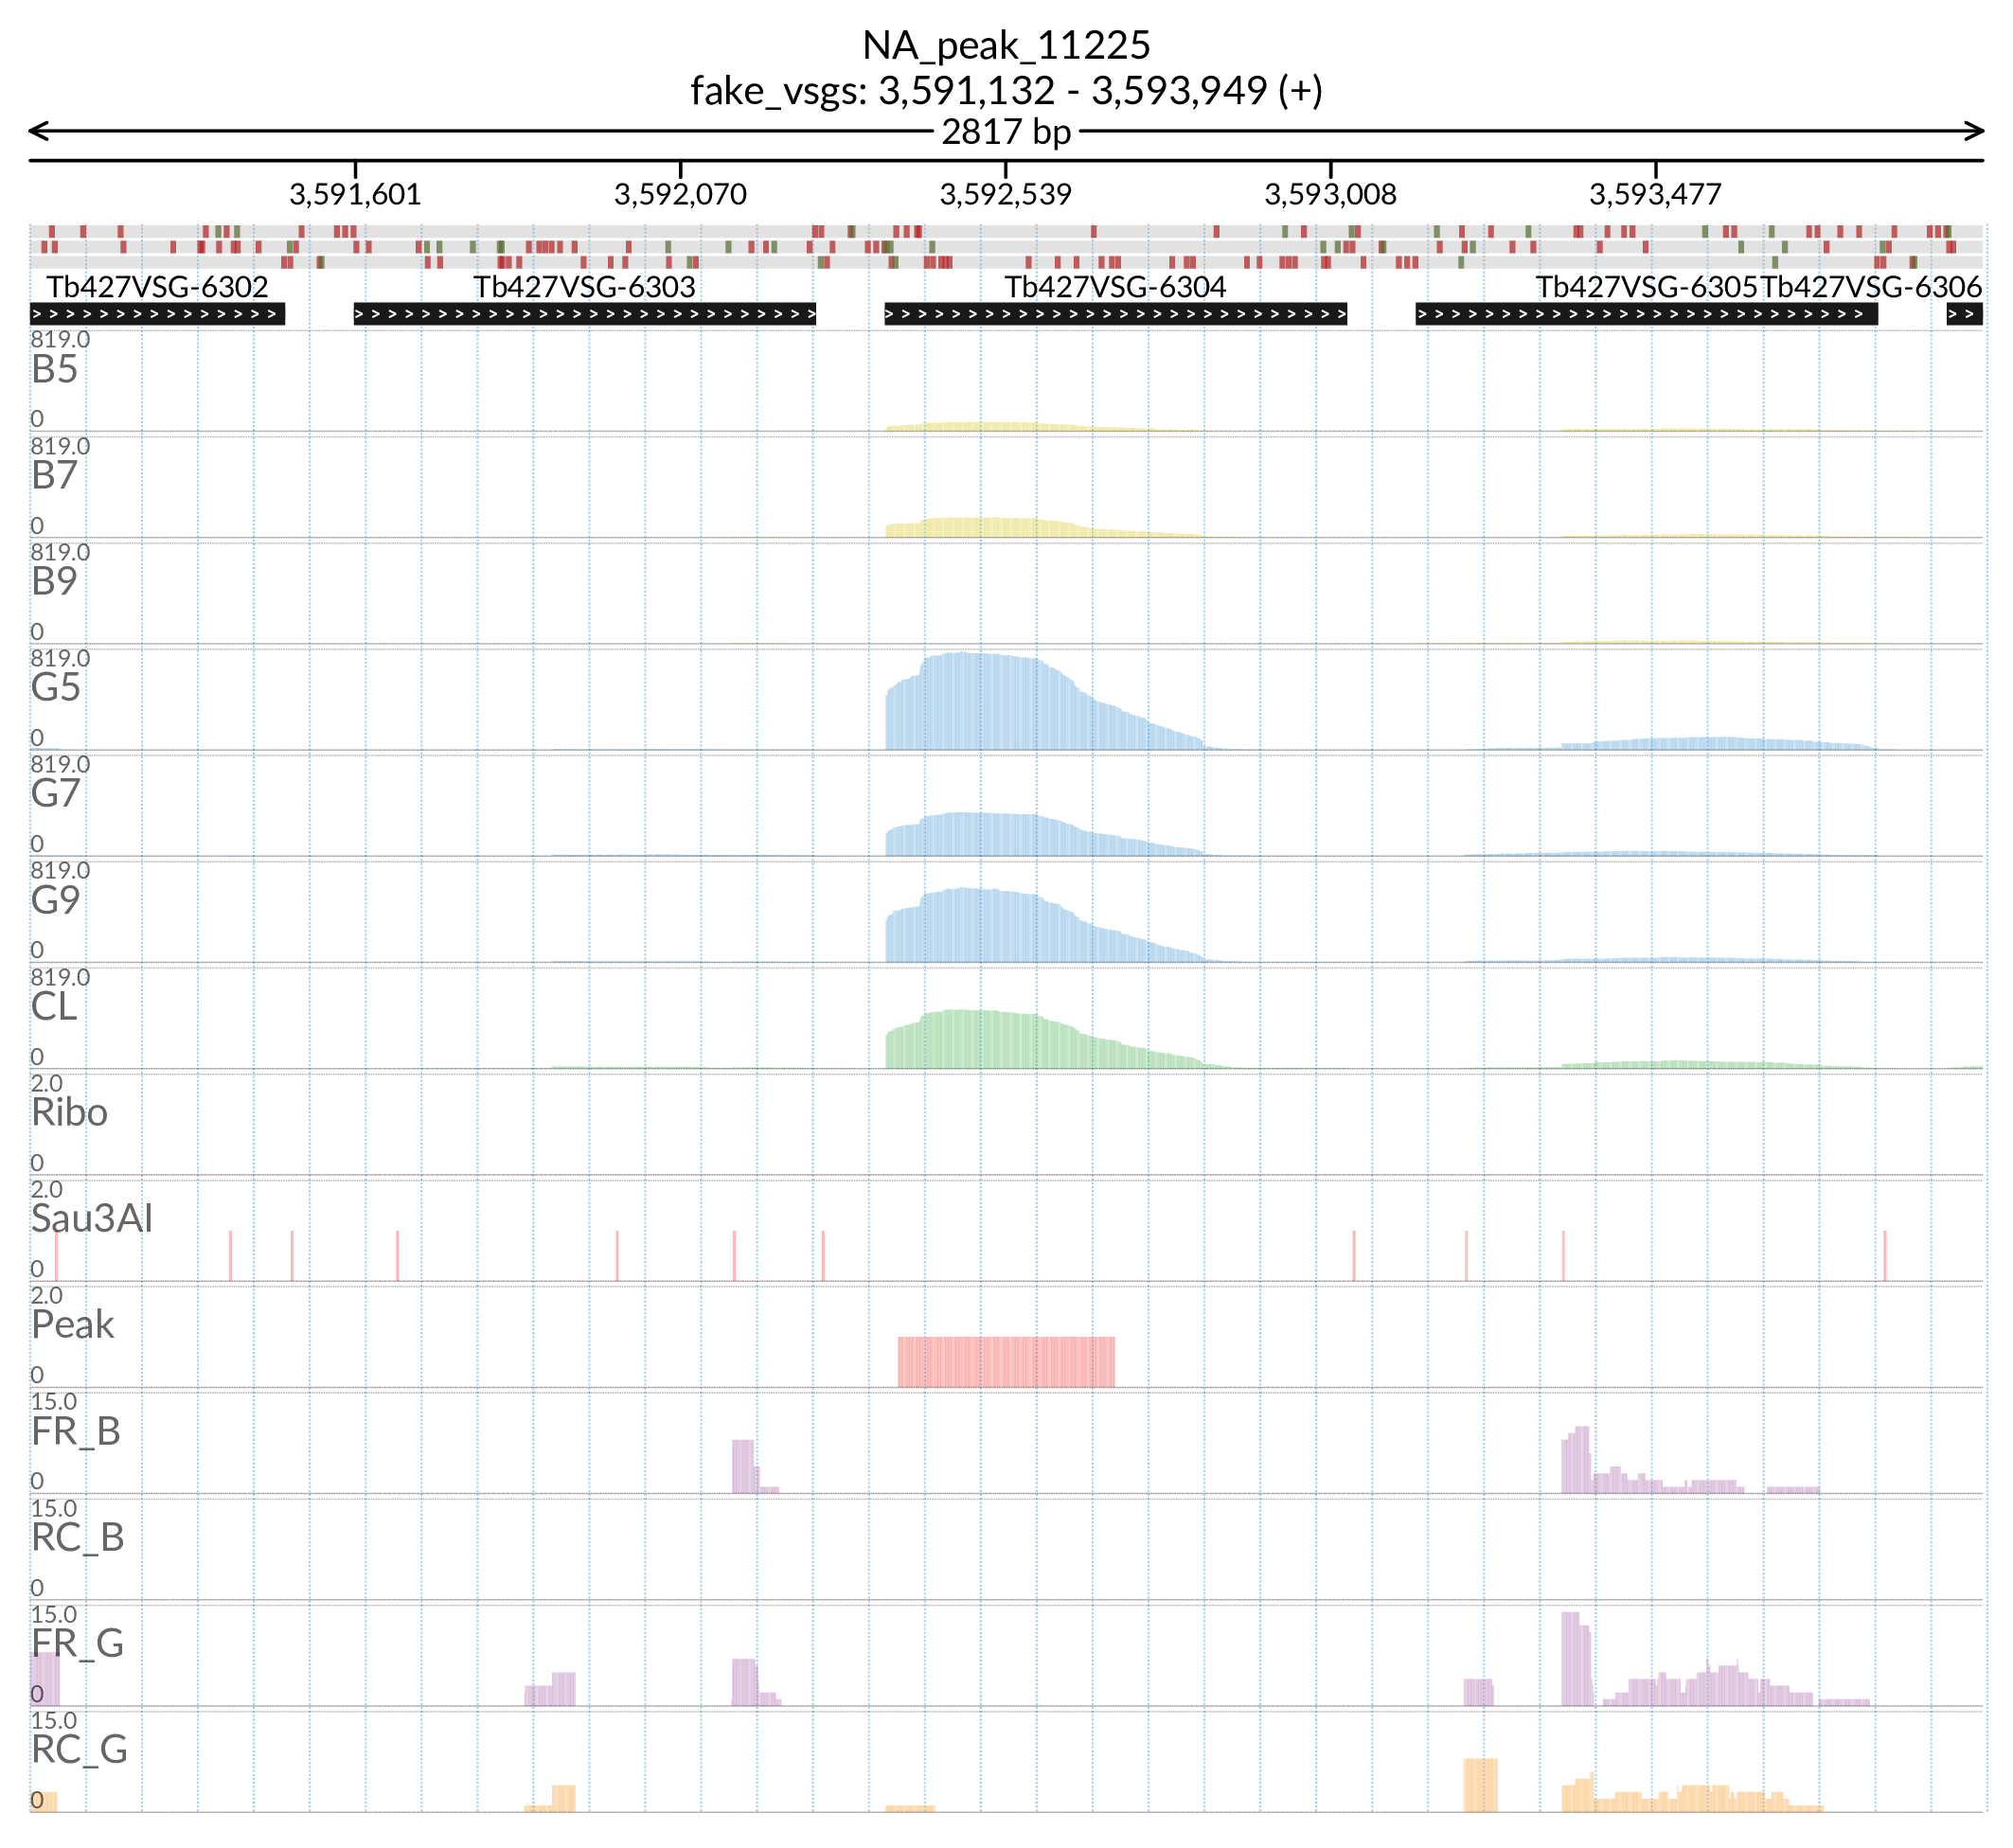 NA_peak_11225
fake_vsgs: 3,591,132 - 3,593,949 (+)
2817 bp
3,591,601 3,592,070 3,592,539 3,593,008 3,593,477
Tb427VSG-6302 Tb427VSG-6303 Tb427VSG-6304 Tb427VSG-6305 Tb427VSG-6306
819.0
B5
0
819.0
B7
0
819.0
B9
0
819.0
G5
0
819.0
G7
0
819.0
G9
0
819.0
CL
0
2.0
Ribo
0
2.0
Sau3AI
0
2.0
Peak
0
15.0
FR_B
0
15.0
RC_B
0
15.0
FR_G
0
15.0
RC_G
0